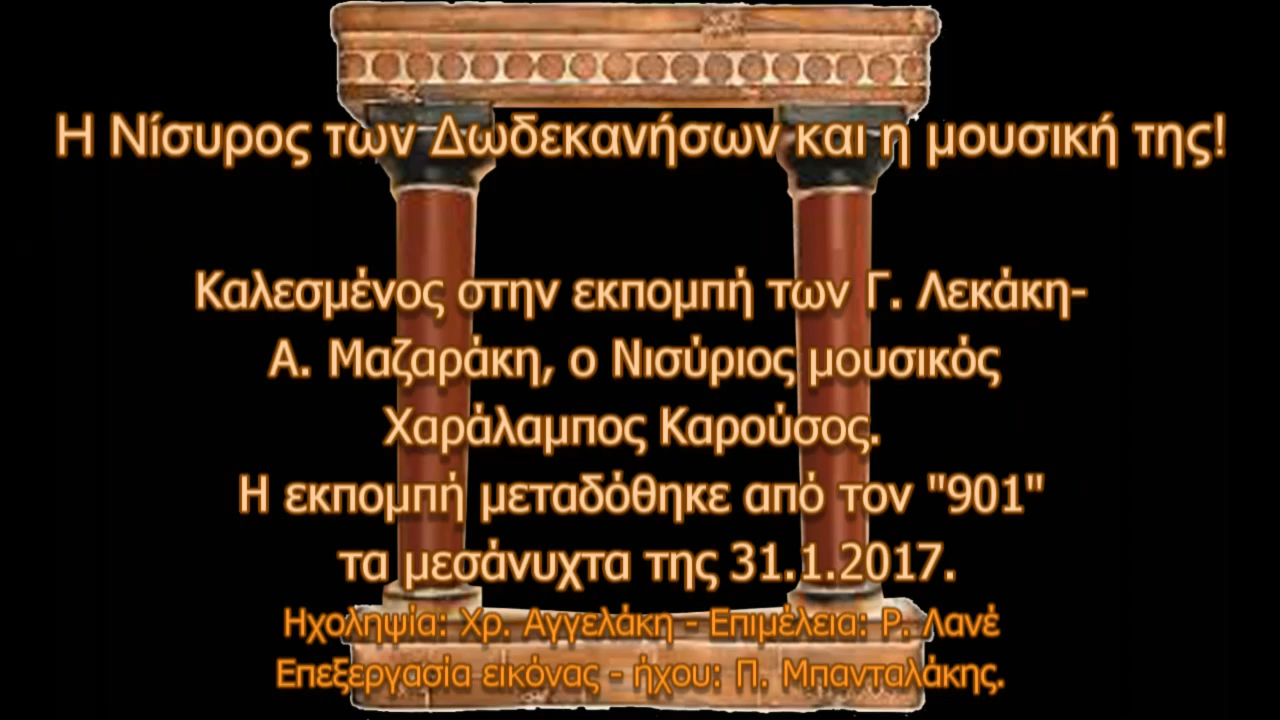 Η Νίσυρος των Δωδεκανήσων και η μουσική της!
Καλεσμένος στην εκπομπή των Γ. Λεκάκη-
Α. Μαζαράκη, ο Νισύριος μουσικός
Χαράλαμπος Καρούσος.
Η εκπομπή μεταδόθηκε από τον "901"
τα μεσάνυχτα της 31.1.2017.
Ηχοληψία: Χρ. Αγγελάκη - Επιμέλεια: Ρ. Λανέ
Επεξεργασία εικόνας - ήχου: Π. Μπανταλάκης.